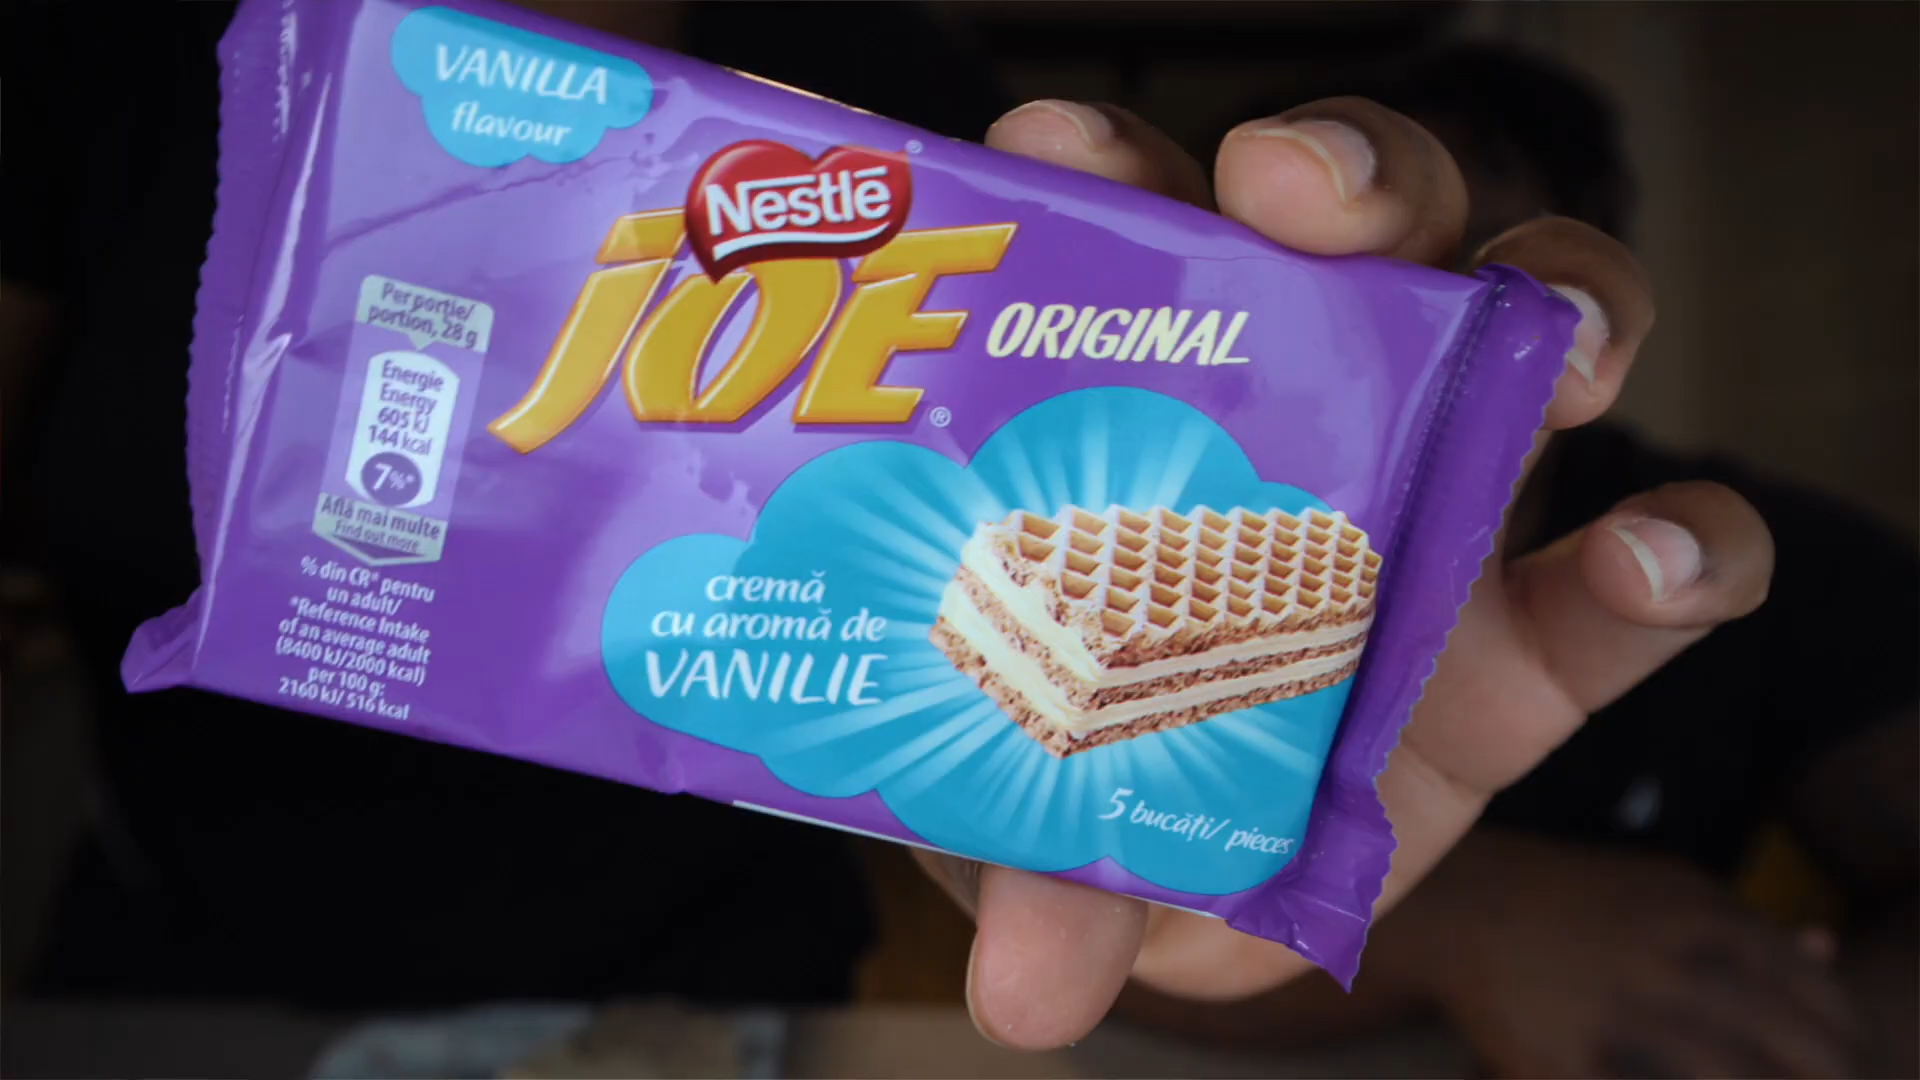 VANILLA
flavour
Nestlē
JOE
®
ORIGINAL
®
Per portie/
portion, 28 g
Energie
Energy
605 kJ
144 kcal
7%*
Află mai multe
Find out more
% din CR* pentru
un adult/
*Reference Intake
of an average adult
(8400 kJ/2000 kcal)
per 100 g:
2160 kJ/ 516 kcal
cremă
cu aromă de
VANILIE
5 bucăți/ pieces